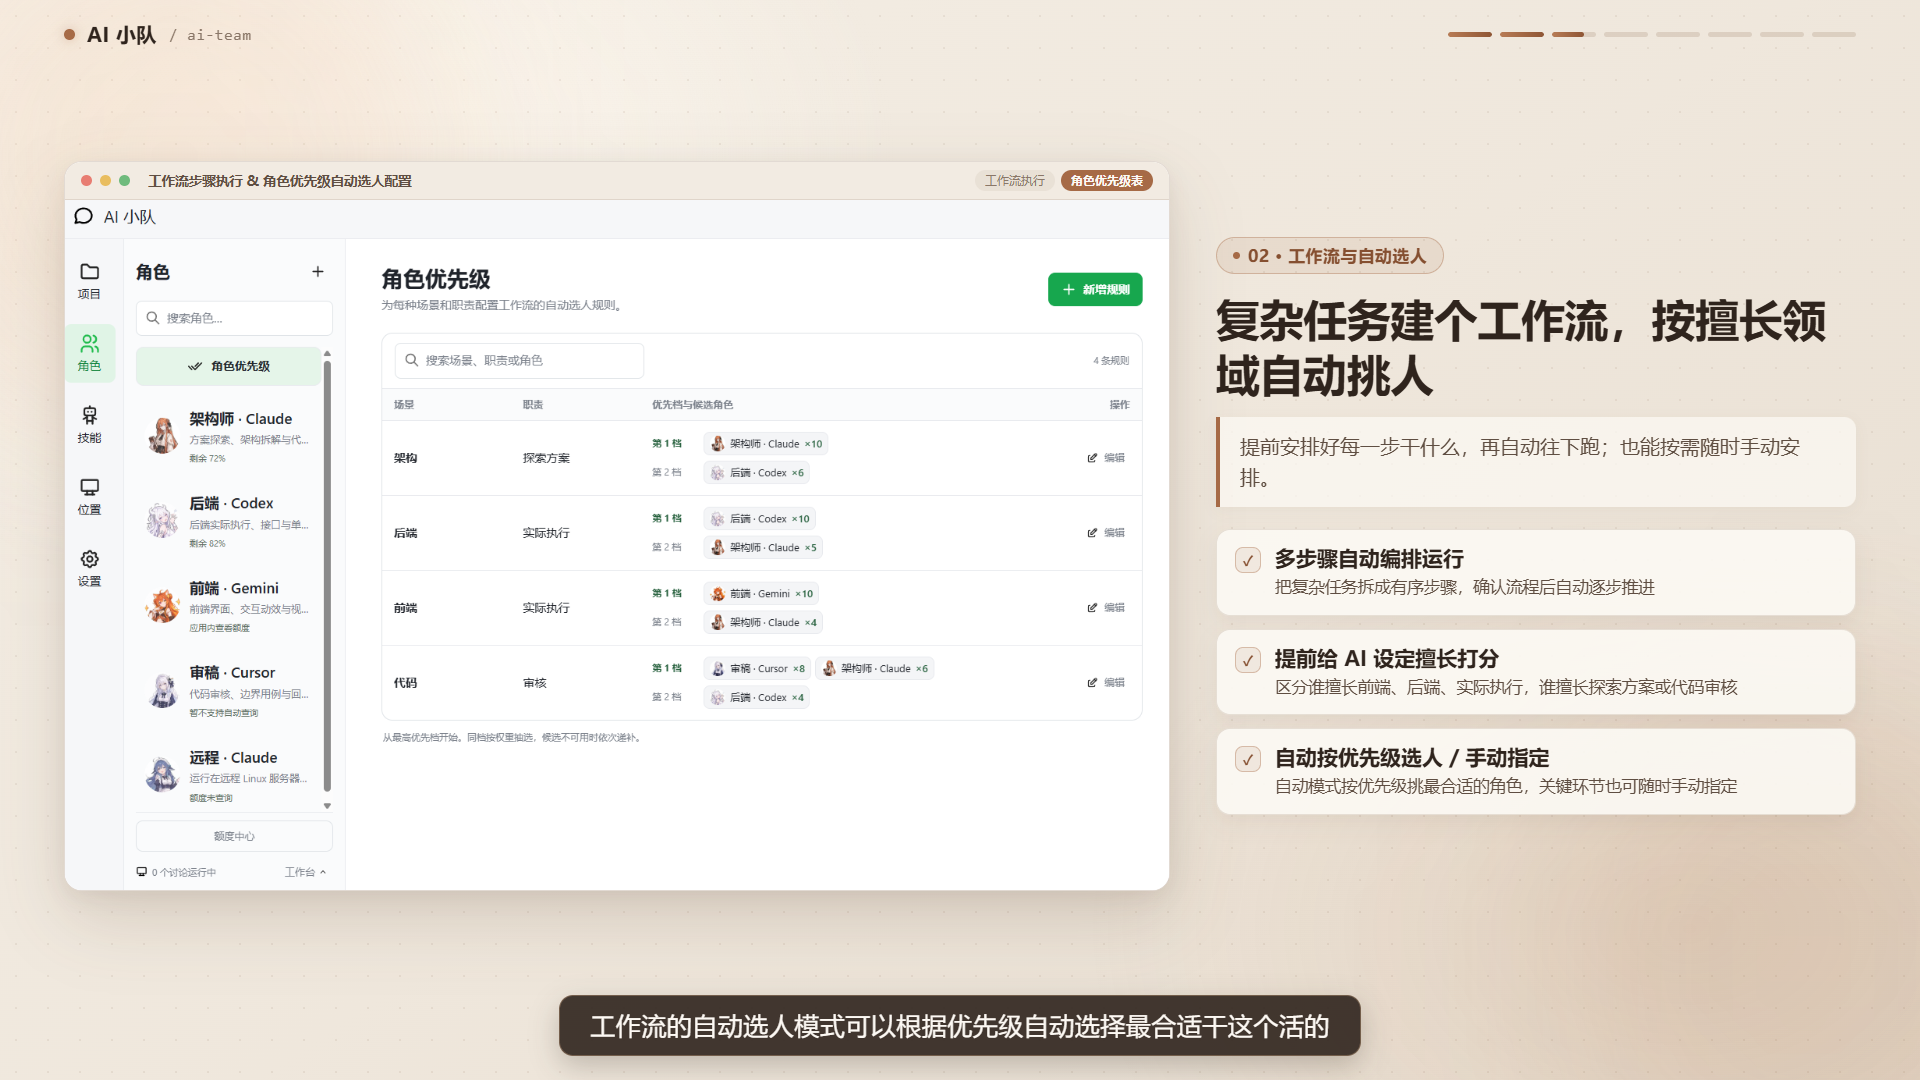 AI 小队 / ai-team
工作流步骤执行 & 角色优先级自动选人配置
工作流执行
角色优先级表
AI 小队
项目
角色
技能
位置
设置
角色
搜索角色...
角色优先级
架构师 · Claude
方案探索、架构拆解与代...
剩余 72%
后端 · Codex
后端实际执行、接口与单...
剩余 82%
前端 · Gemini
前端界面、交互动效与视...
应用内查看额度
审稿 · Cursor
代码审核、边界用例与回...
暂不支持自动查询
远程 · Claude
运行在远程 Linux 服务器...
额度未查询
额度中心
0 个讨论运行中
工作台
角色优先级
为每种场景和职责配置工作流的自动选人规则。
新增规则
搜索场景、职责或角色
4 条规则
场景 职责 优先档与候选角色 操作
架构 探索方案 第 1 档 架构师 · Claude ×10
第 2 档 后端 · Codex ×6
编辑
后端 实际执行 第 1 档 后端 · Codex ×10
第 2 档 架构师 · Claude ×5
编辑
前端 实际执行 第 1 档 前端 · Gemini ×10
第 2 档 架构师 · Claude ×4
编辑
代码 审核 第 1 档 审稿 · Cursor ×8 架构师 · Claude ×6
第 2 档 后端 · Codex ×4
编辑
从最高优先档开始。同档按权重抽选，候选不可用时依次递补。
02 · 工作流与自动选人
复杂任务建个工作流，按擅长领
域自动挑人
提前安排好每一步干什么，再自动往下跑；也能按需随时手动安
排。
多步骤自动编排运行
把复杂任务拆成有序步骤，确认流程后自动逐步推进
提前给 AI 设定擅长打分
区分谁擅长前端、后端、实际执行，谁擅长探索方案或代码审核
自动按优先级选人 / 手动指定
自动模式按优先级挑最合适的角色，关键环节也可随时手动指定
工作流的自动选人模式可以根据优先级自动选择最合适干这个活的